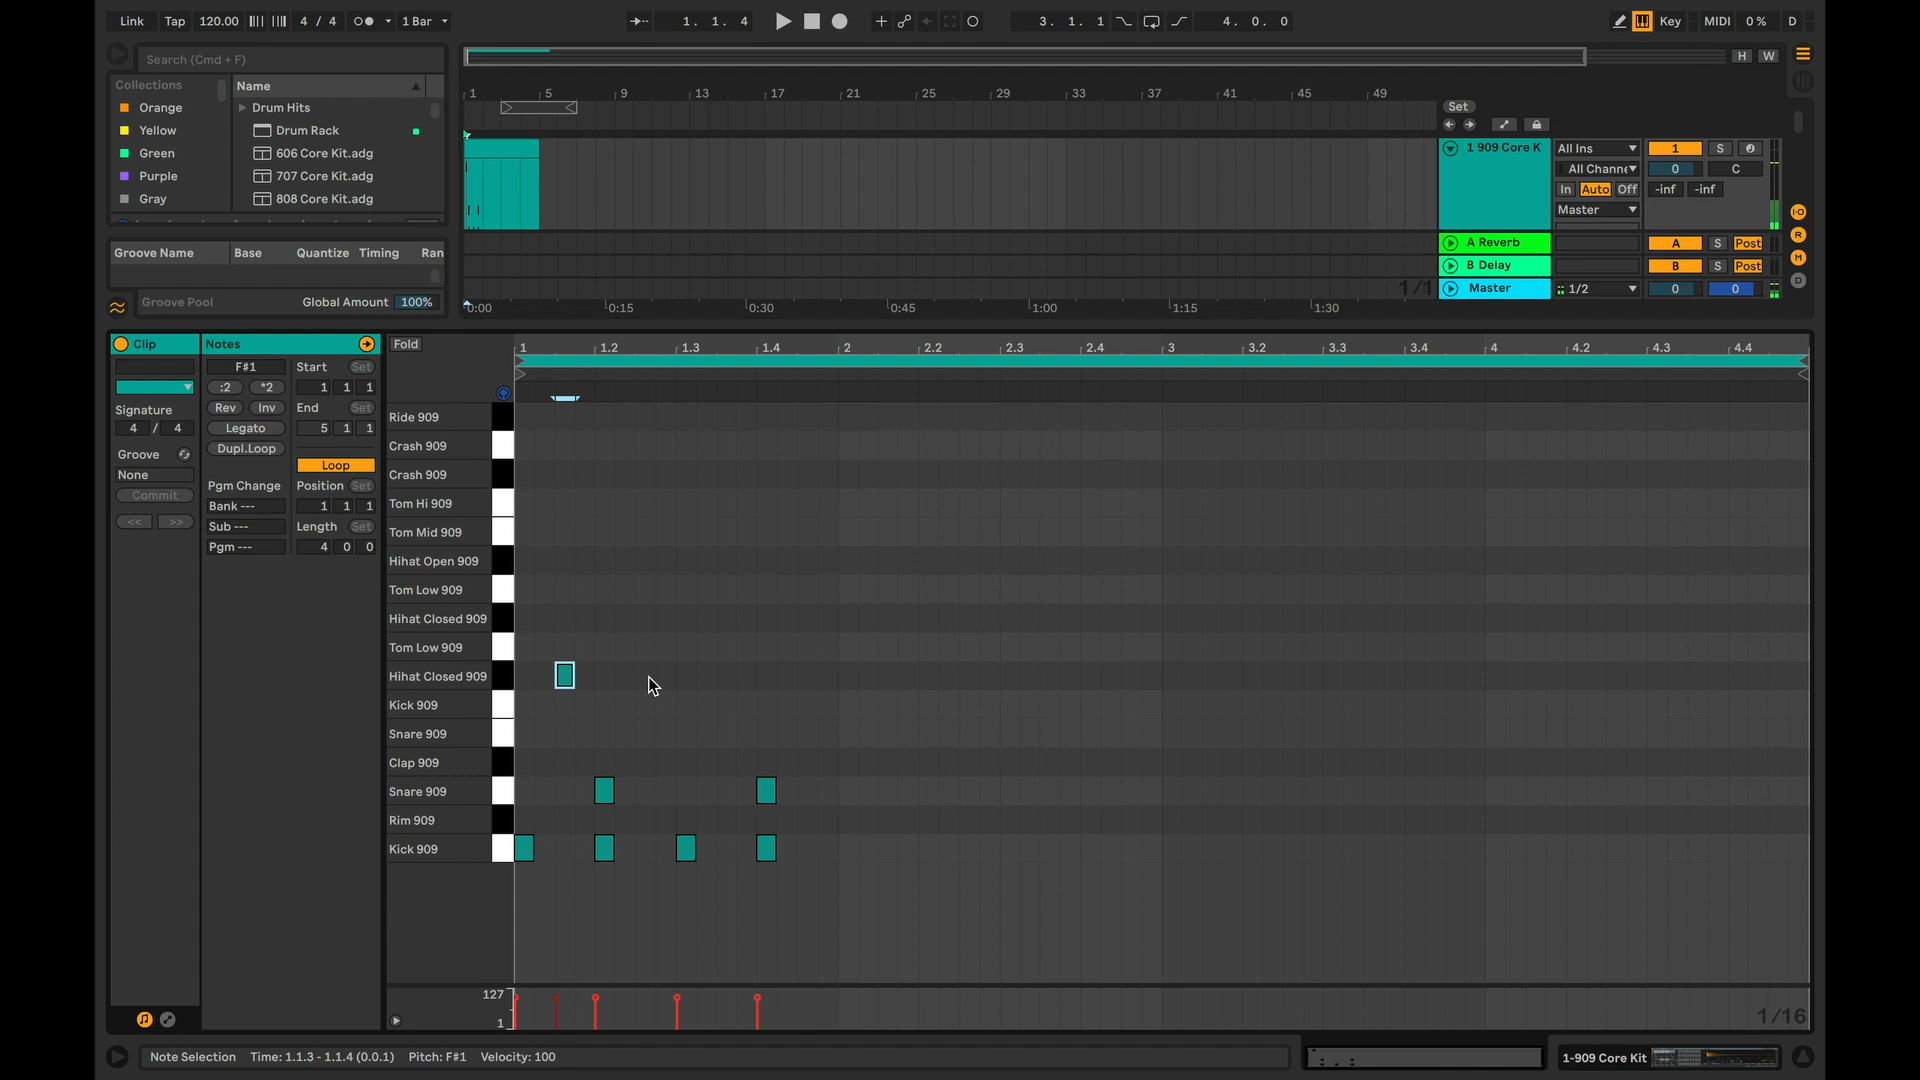 Link Tap 120.00 4 / 4 1 Bar 1. 1. 4 3. 1. 1 4. 0. 0 Key MIDI 0 % D
Search (Cmd + F) H W
Collections Name
Orange Drum Hits
Yellow Drum Rack
Green 606 Core Kit.adg
Purple 707 Core Kit.adg
Gray 808 Core Kit.adg
1 5 9 13 17 21 25 29 33 37 41 45 49
Set
1 909 Core K All Ins 1 S
All Channe 0 C
In Auto Off -inf -inf
Master
A Reverb A S Post
B Delay B S Post
Master 1/2 0 0
I·O
R
M
D
1/1
0:00 0:15 0:30 0:45 1:00 1:15 1:30
Groove Name Base Quantize Timing Ran
Groove Pool Global Amount 100%
Clip Notes Fold
1 1.2 1.3 1.4 2 2.2 2.3 2.4 3 3.2 3.3 3.4 4 4.2 4.3 4.4
F#1 Start Set
:2 *2 1 1 1
Rev Inv End Set
Signature
4 / 4 Legato 5 1 1
Dupl.Loop
Groove
None Loop
Commit Pgm Change Position Set
<< >> Bank --- 1 1 1
Sub --- Length Set
Pgm --- 4 0 0
Ride 909
Crash 909
Crash 909
Tom Hi 909
Tom Mid 909
Hihat Open 909
Tom Low 909
Hihat Closed 909
Tom Low 909
Hihat Closed 909
Kick 909
Snare 909
Clap 909
Snare 909
Rim 909
Kick 909
127
1
1/16
Note Selection Time: 1.1.3 - 1.1.4 (0.0.1) Pitch: F#1 Velocity: 100
1-909 Core Kit